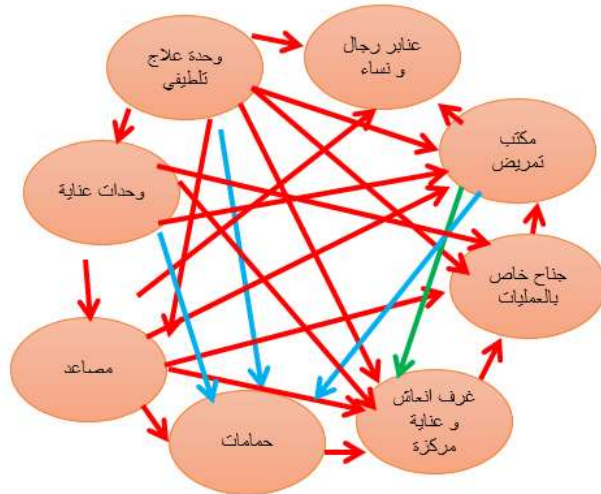 عنابر رجال
و نساء
وحدة علاج
تلطيفي
مكتب
تمريض
وحدات عناية
جناح خاص
بالعمليات
مصاعد
غرف انعاش
و عناية
مركزة
حمامات